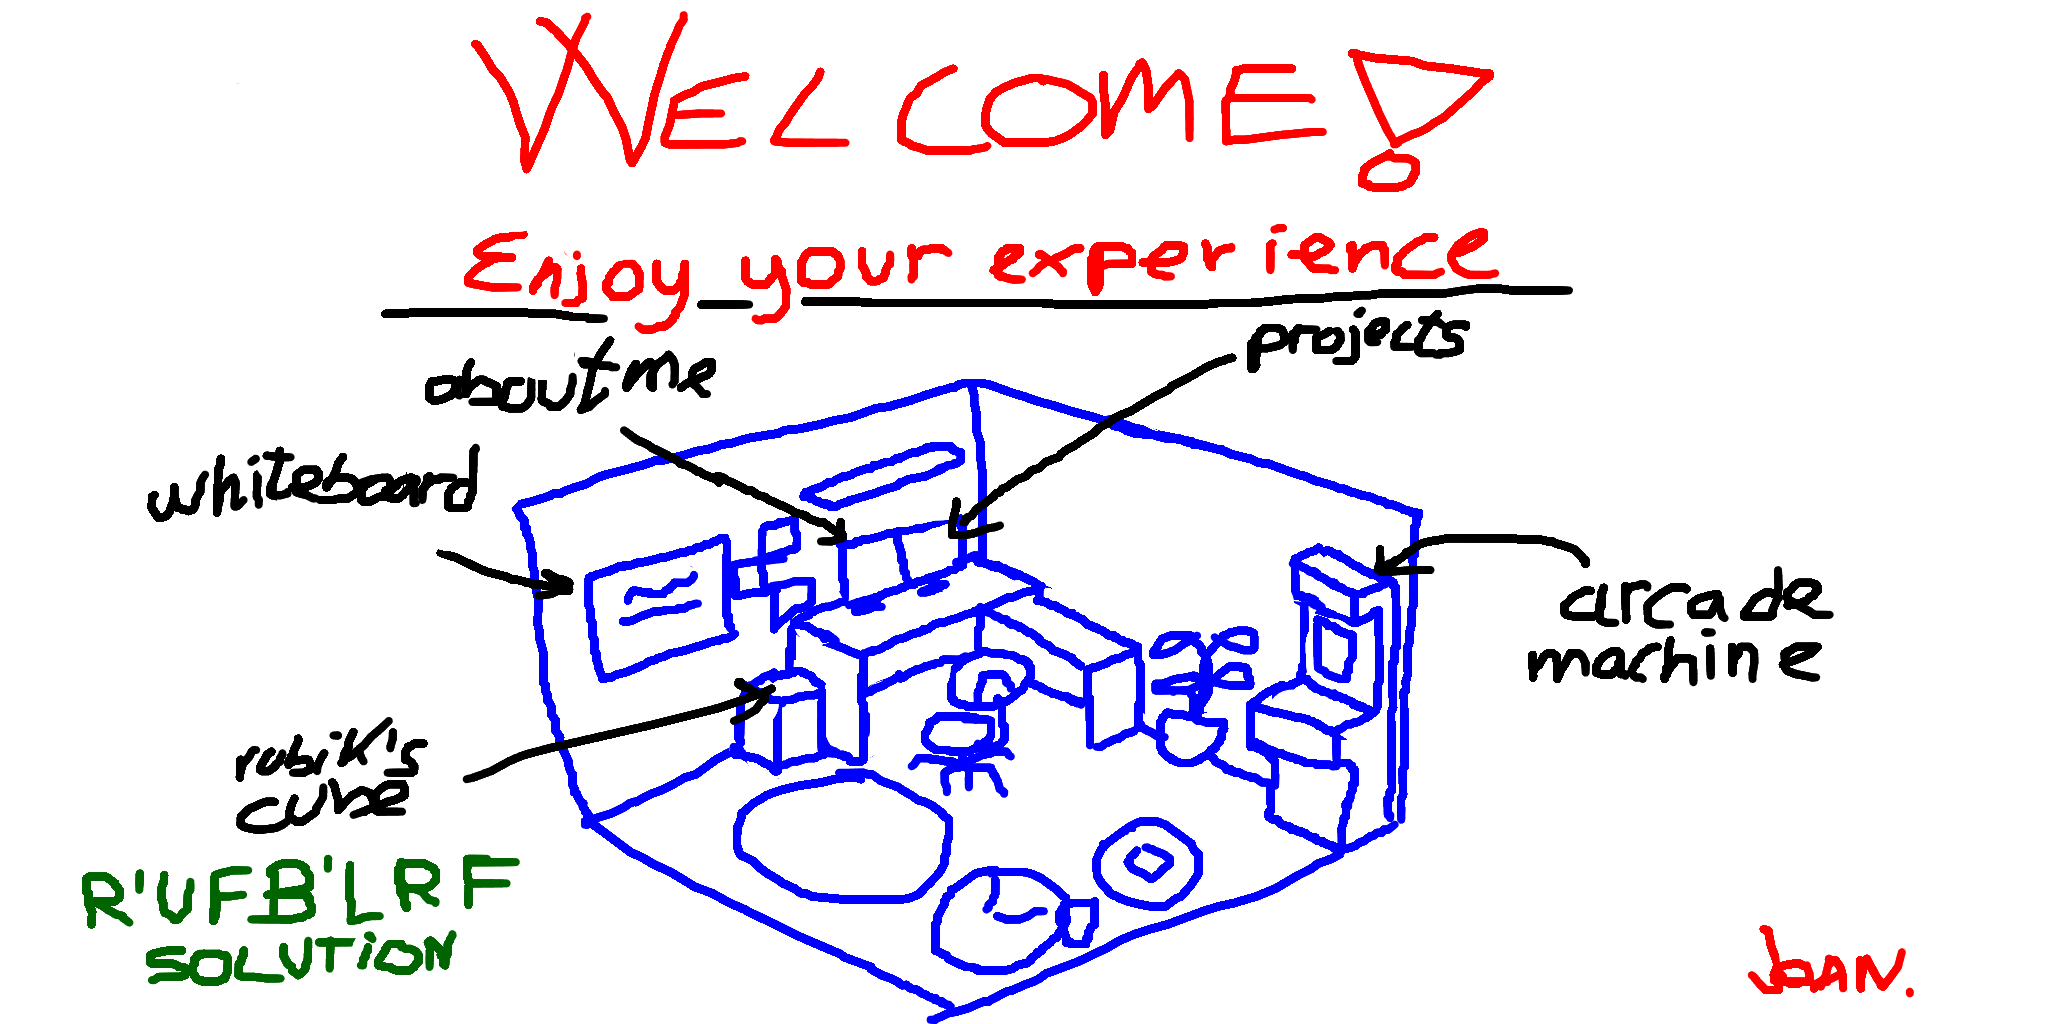 WELCOME!
Enjoy your experience
about me
projects
whiteboard
arcade
machine
rubik's
cube
R'UFB'LRF
SOLUTION
JOAN.